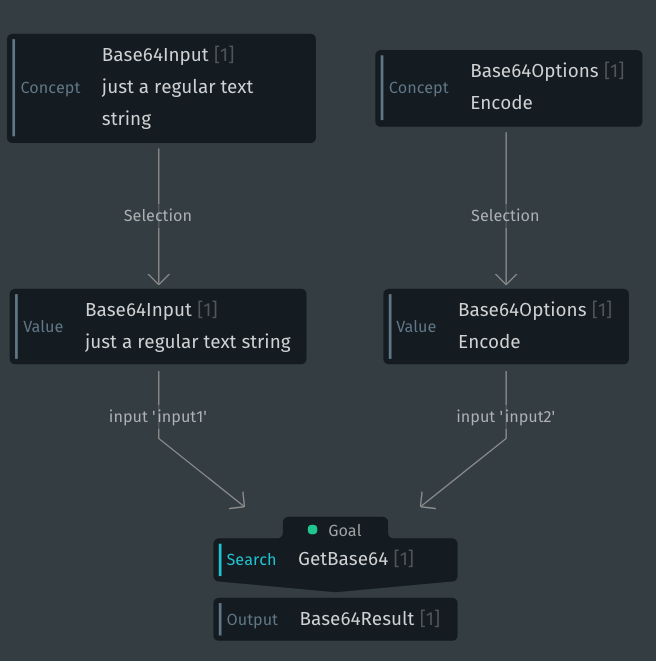 Concept
Base64Input [1]
just a regular text
string
Concept
Base64Options [1]
Encode
Selection
Selection
Value
Base64Input [1]
just a regular text string
Value
Base64Options [1]
Encode
input 'input1'
input 'input2'
Goal
Search
GetBase64 [1]
Output
Base64Result [1]